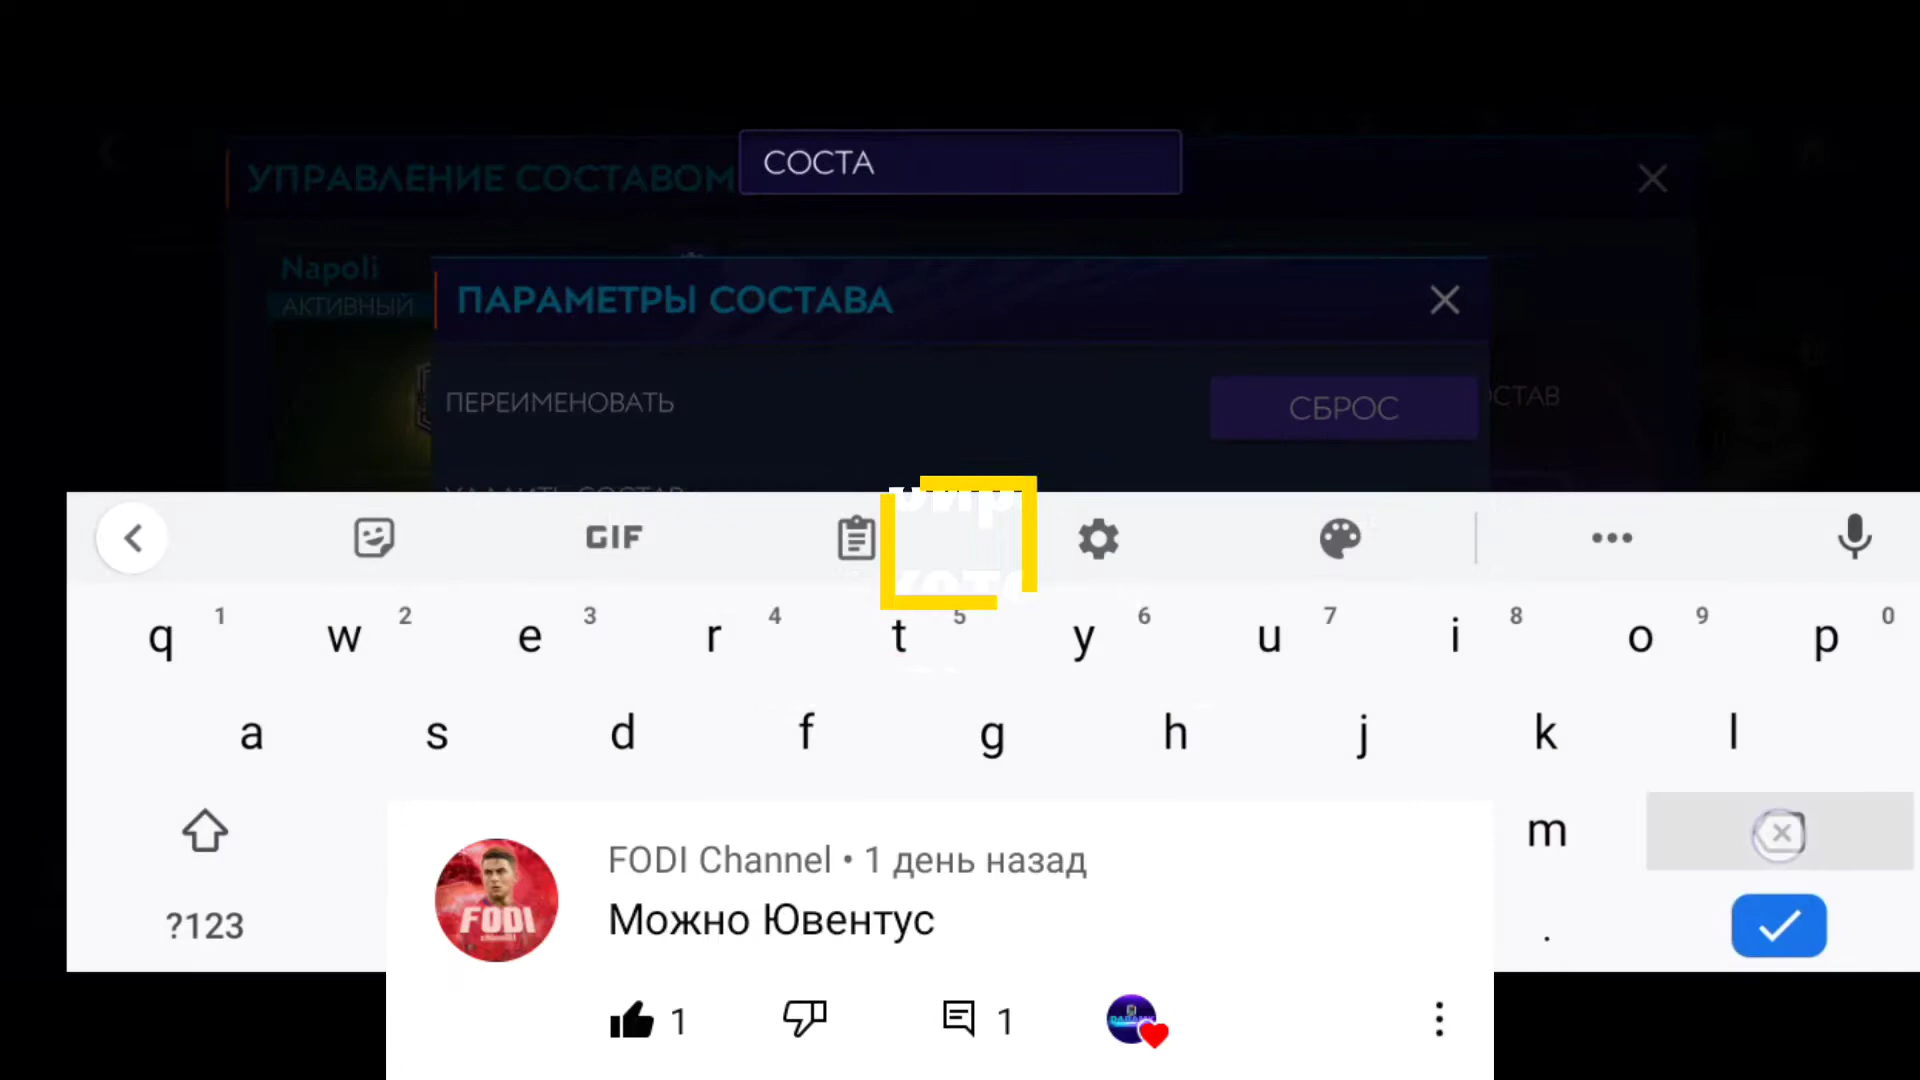 СОСТА
УПРАВЛЕНИЕ СОСТАВОМ
Napoli
АКТИВНЫЙ
ПАРАМЕТРЫ СОСТАВА
ПЕРЕИМЕНОВАТЬ
СБРОС
GIF
q 1 w 2 e 3 r 4 t 5 y 6 u 7 i 8 o 9 p 0
a s d f g h j k l
m
?123
.
FODI Channel • 1 день назад
FODI
Можно Ювентус
1 1